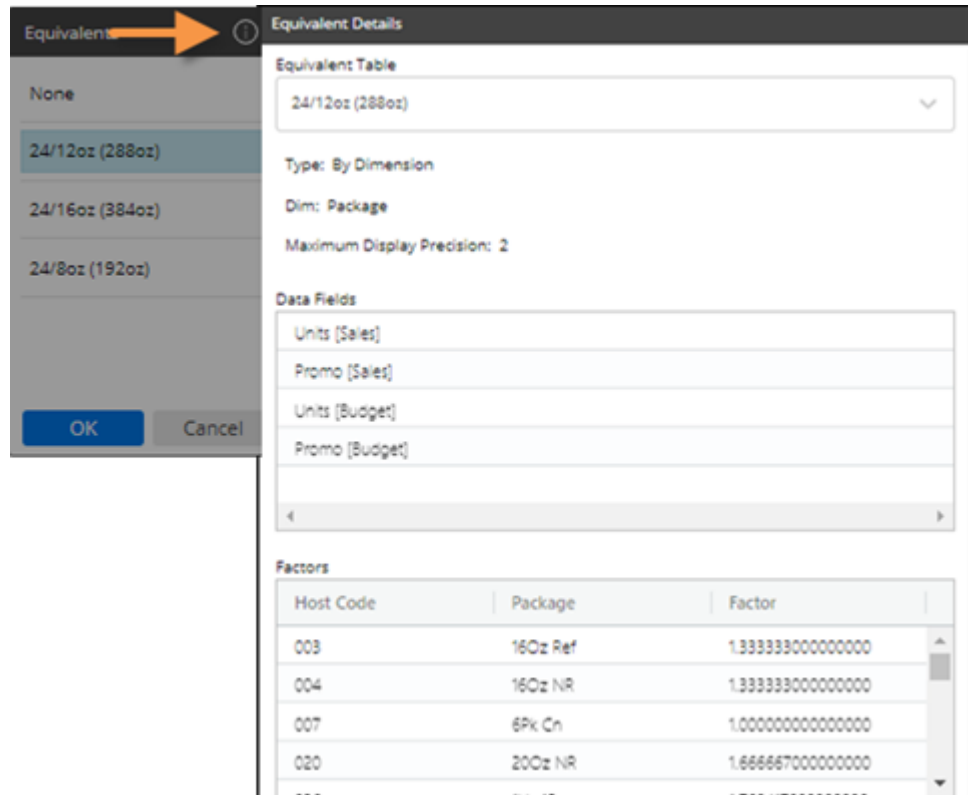 Equivalent
None
24/12oz (288oz)
24/16oz (384oz)
24/8oz (192oz)
OK Cancel
Equivalent Details
Equivalent Table
24/12oz (288oz)
Type: By Dimension
Dim: Package
Maximum Display Precision: 2
Data Fields
Units [Sales]
Promo [Sales]
Units [Budget]
Promo [Budget]
Factors
Host Code Package Factor
003 16Oz Ref 1.333333000000000
004 16Oz NR 1.333333000000000
007 6Pk Cn 1.000000000000000
020 20Oz NR 1.666667000000000